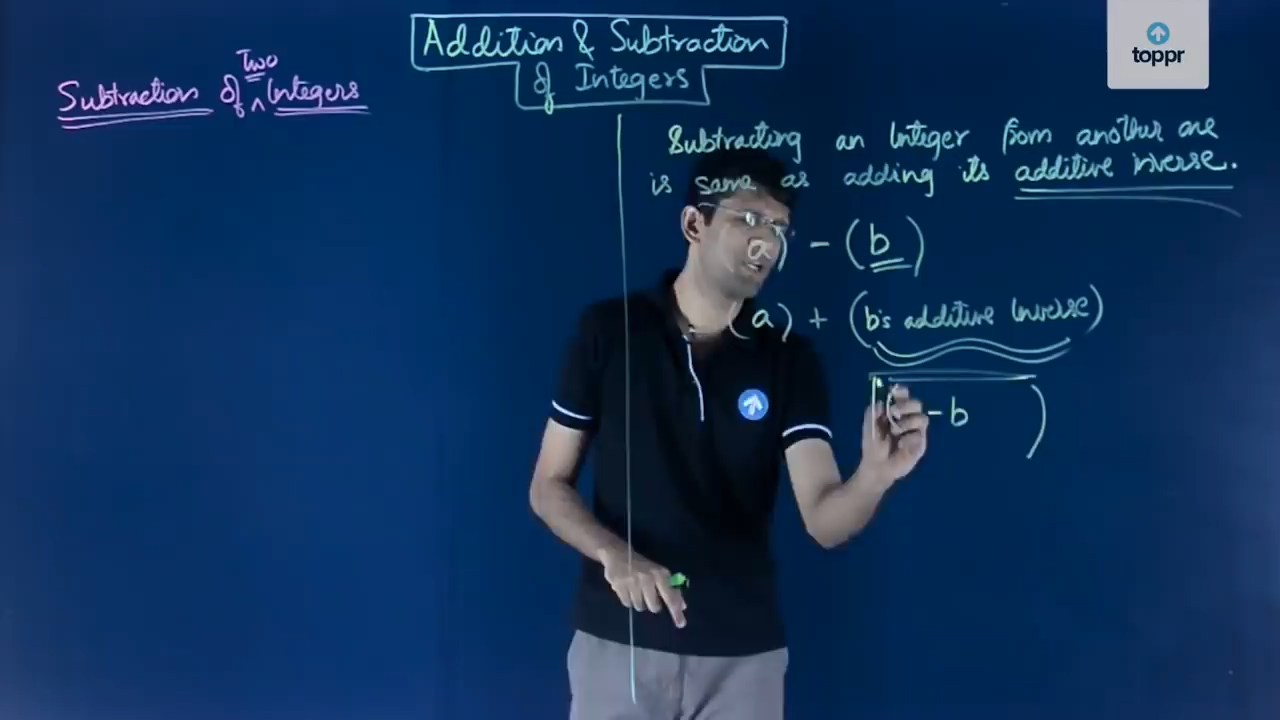 Addition & Subtraction
of Integers
toppr
Subtraction of ^ Two Integers
Subtracting an Integer from another one
is same as adding its additive inverse.
(a) - (b)
(a) + (b's additive Inverse)
( -b )